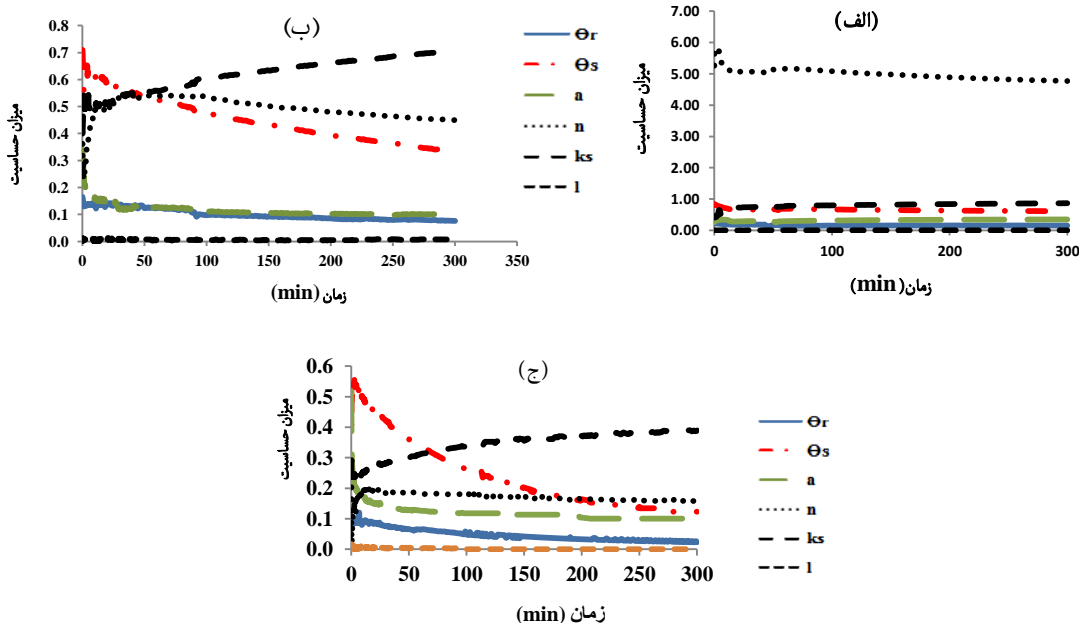 (الف)
7.00
6.00
5.00
4.00
3.00
2.00
1.00
0.00
میزان حساسیت
0 100 200 300
زمان(min)
(ب)
0.8
0.7
0.6
0.5
0.4
0.3
0.2
0.1
0.0
میزان حساسیت
0 50 100 150 200 250 300 350
زمان (min)
Ɵr
Ɵs
a
n
ks
l
(ج)
0.6
0.5
0.4
0.3
0.2
0.1
0.0
میزان حساسیت
0 50 100 150 200 250 300
زمان (min)
Ɵr
Ɵs
a
n
ks
l